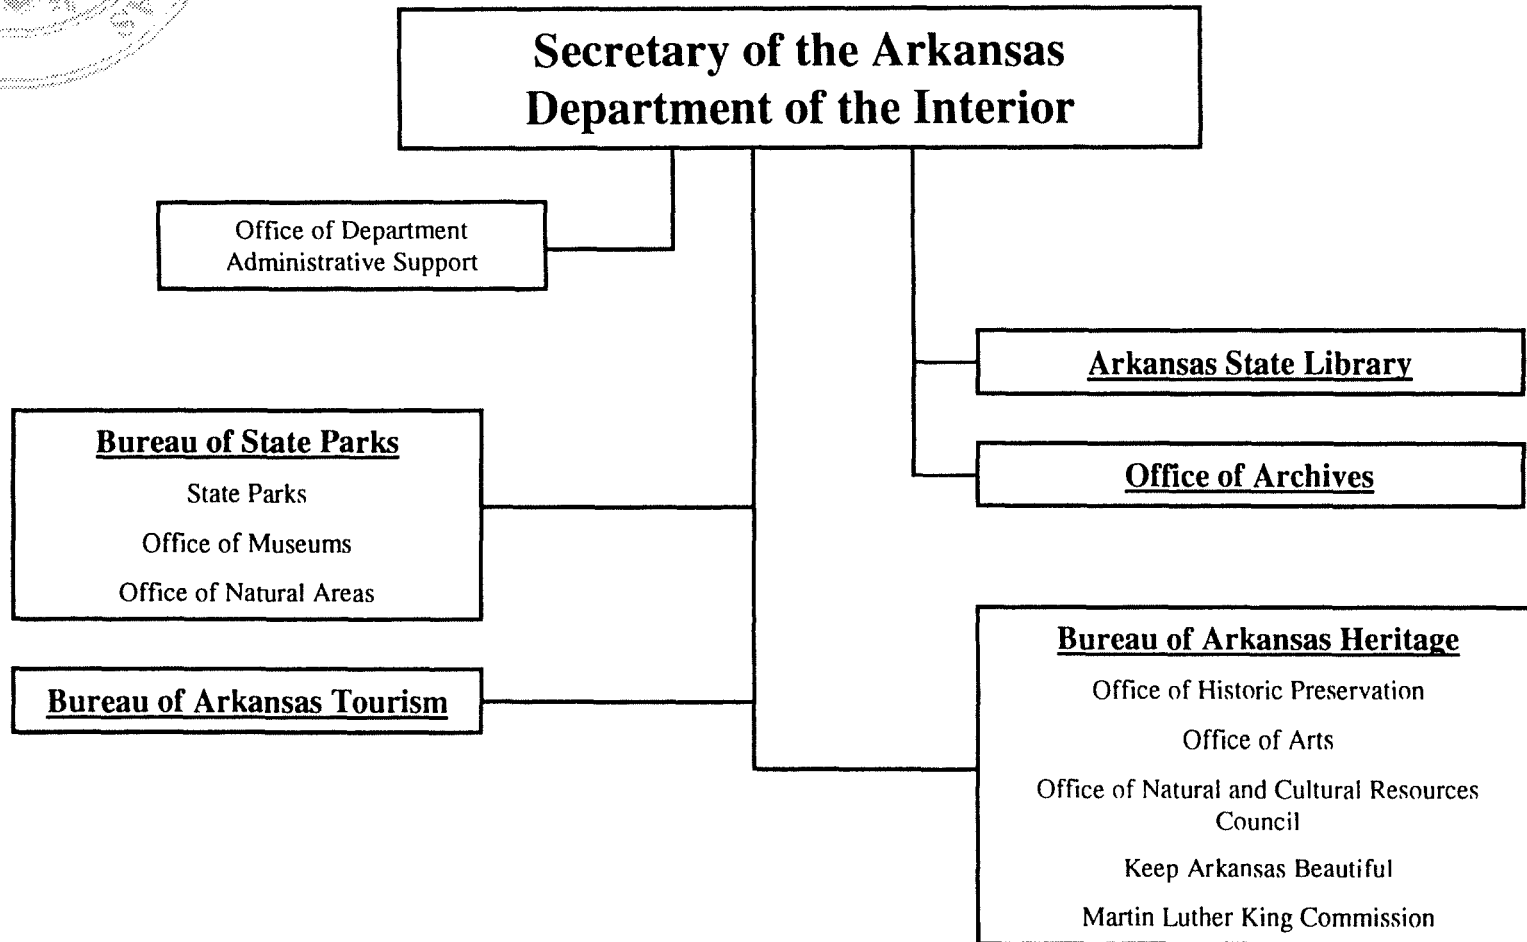 Secretary of the Arkansas
Department of the Interior
Office of Department
Administrative Support
Arkansas State Library
Office of Archives
Bureau of State Parks
State Parks
Office of Museums
Office of Natural Areas
Bureau of Arkansas Tourism
Bureau of Arkansas Heritage
Office of Historic Preservation
Office of Arts
Office of Natural and Cultural Resources
Council
Keep Arkansas Beautiful
Martin Luther King Commission